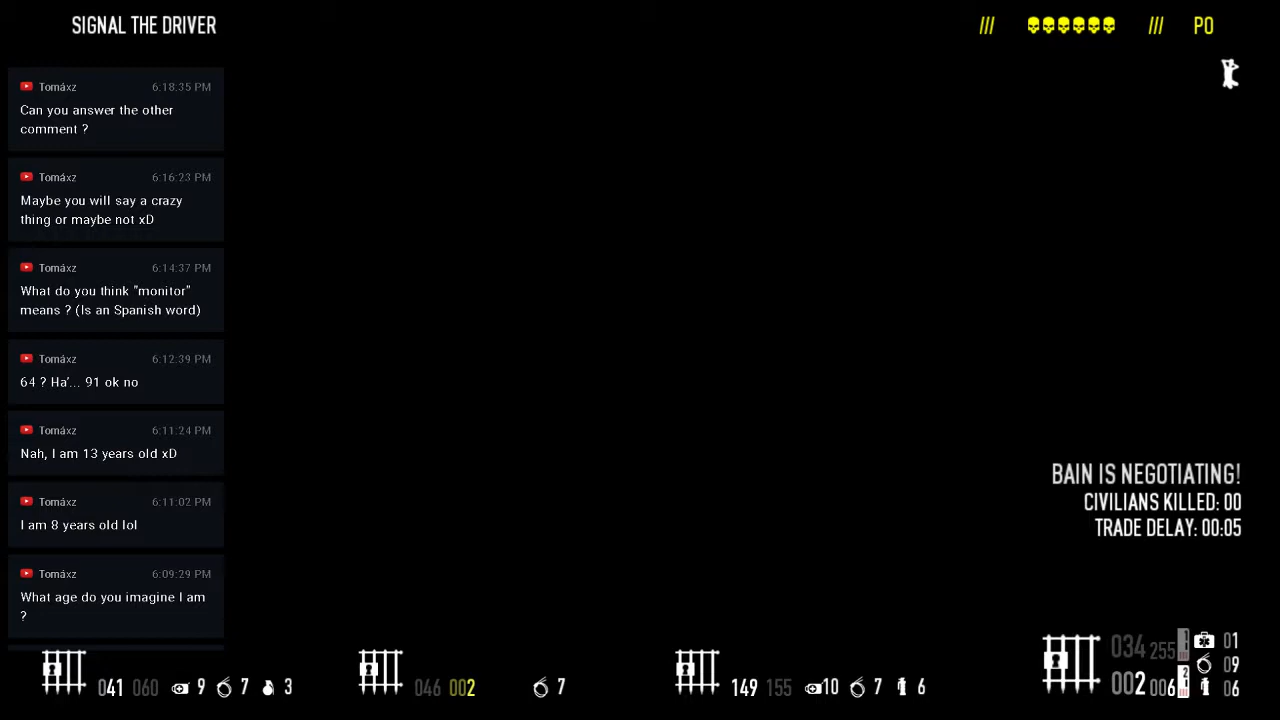 SIGNAL THE DRIVER
/// /// PO
Tomáxz 6:18:35 PM
Can you answer the other
comment ?
Tomáxz 6:16:23 PM
Maybe you will say a crazy
thing or maybe not xD
Tomáxz 6:14:37 PM
What do you think "monitor"
means ? (Is an Spanish word)
Tomáxz 6:12:39 PM
64 ? Ha'... 91 ok no
Tomáxz 6:11:24 PM
Nah, I am 13 years old xD
Tomáxz 6:11:02 PM
I am 8 years old lol
Tomáxz 6:09:29 PM
What age do you imagine I am
?
BAIN IS NEGOTIATING!
CIVILIANS KILLED: 00
TRADE DELAY: 00:05
041 060 9 7 3
046 002 7
149 155 10 7 6
034 255 01
09
002 006 06